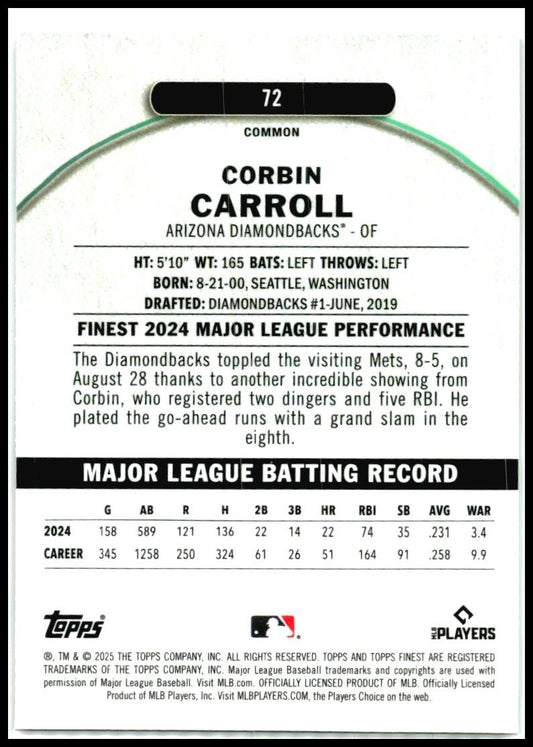 72
COMMON
CORBIN
CARROLL
ARIZONA DIAMONDBACKS® - OF
HT: 5'10" WT: 165 BATS: LEFT THROWS: LEFT
BORN: 8-21-00, SEATTLE, WASHINGTON
DRAFTED: DIAMONDBACKS #1-JUNE, 2019
FINEST 2024 MAJOR LEAGUE PERFORMANCE
The Diamondbacks toppled the visiting Mets, 8-5, on
August 28 thanks to another incredible showing from
Corbin, who registered two dingers and five RBI. He
plated the go-ahead runs with a grand slam in the
eighth.
MAJOR LEAGUE BATTING RECORD
G AB R H 2B 3B HR RBI SB AVG WAR
2024 158 589 121 136 22 14 22 74 35 .231 3.4
CAREER 345 1258 250 324 61 26 51 164 91 .258 9.9
topps®
MLB PLAYERS
®, TM & © 2025 THE TOPPS COMPANY, INC. ALL RIGHTS RESERVED. TOPPS AND TOPPS FINEST ARE REGISTERED
TRADEMARKS OF THE TOPPS COMPANY, INC. Major League Baseball trademarks and copyrights are used with
permission of Major League Baseball. Visit MLB.com. OFFICIALLY LICENSED PRODUCT OF MLB. Officially Licensed
Product of MLB Players, Inc. Visit MLBPLAYERS.COM, the Players Choice on the web.